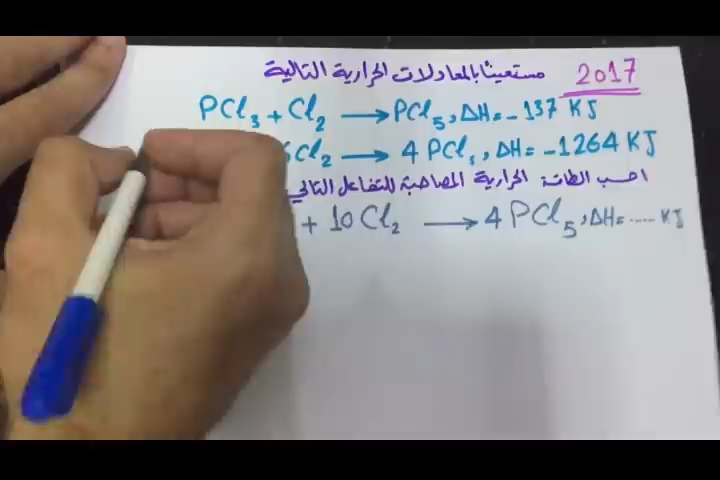 2017 مستعينًا بالمعادلات الحرارية التالية
PCl₃ + Cl₂ → PCl₅, ΔH = -137 KJ
6Cl₂ → 4 PCl₃, ΔH = -1264 KJ
احسب الطاقة الحرارية المصاحبة للتفاعل التالي
+ 10 Cl₂ → 4 PCl₅, ΔH = ..... KJ